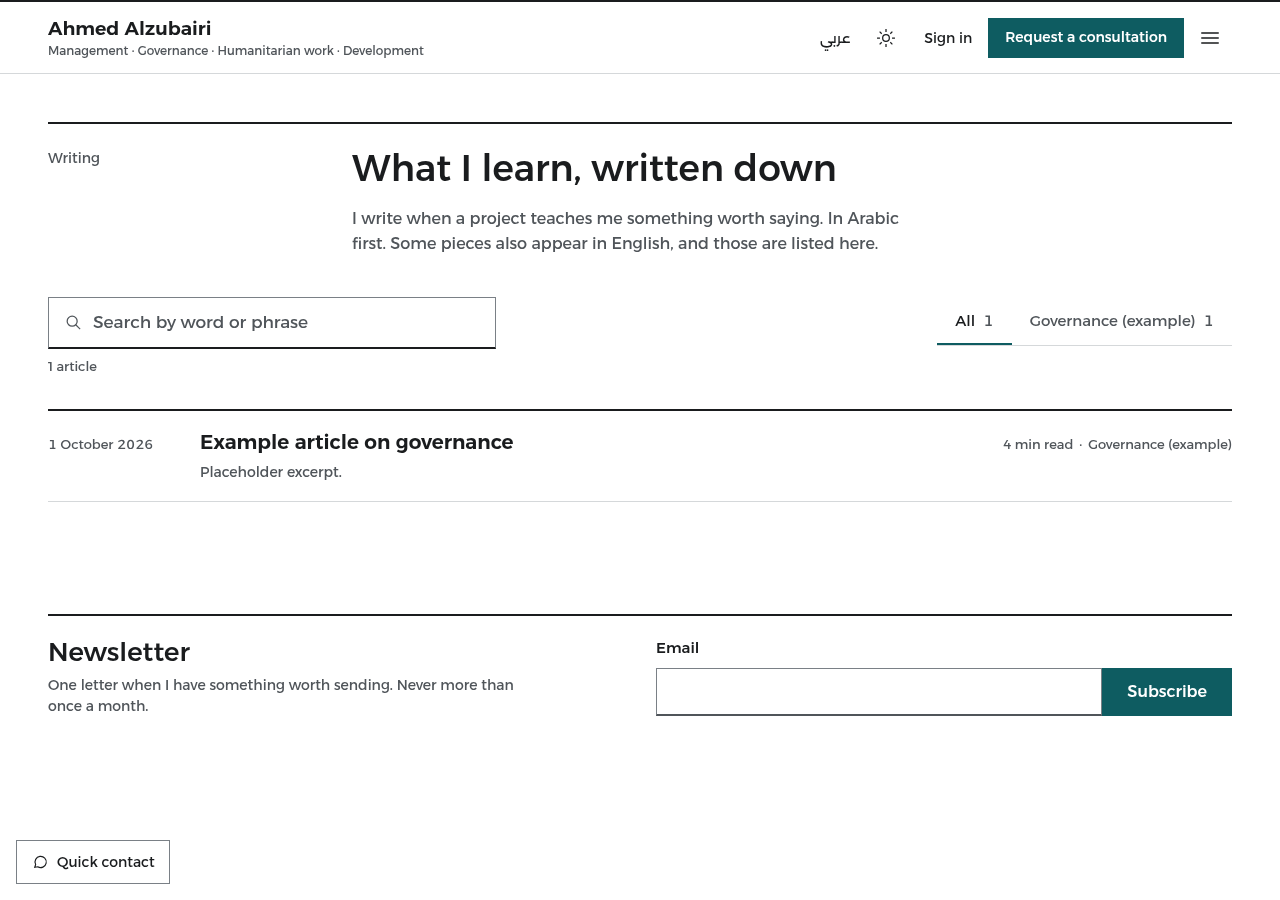 Ahmed Alzubairi
Management · Governance · Humanitarian work · Development
عربي
Sign in
Request a consultation
Writing
What I learn, written down
I write when a project teaches me something worth saying. In Arabic
first. Some pieces also appear in English, and those are listed here.
Search by word or phrase
All 1
Governance (example) 1
1 article
1 October 2026
Example article on governance
4 min read · Governance (example)
Placeholder excerpt.
Newsletter
One letter when I have something worth sending. Never more than
once a month.
Email
Subscribe
Quick contact